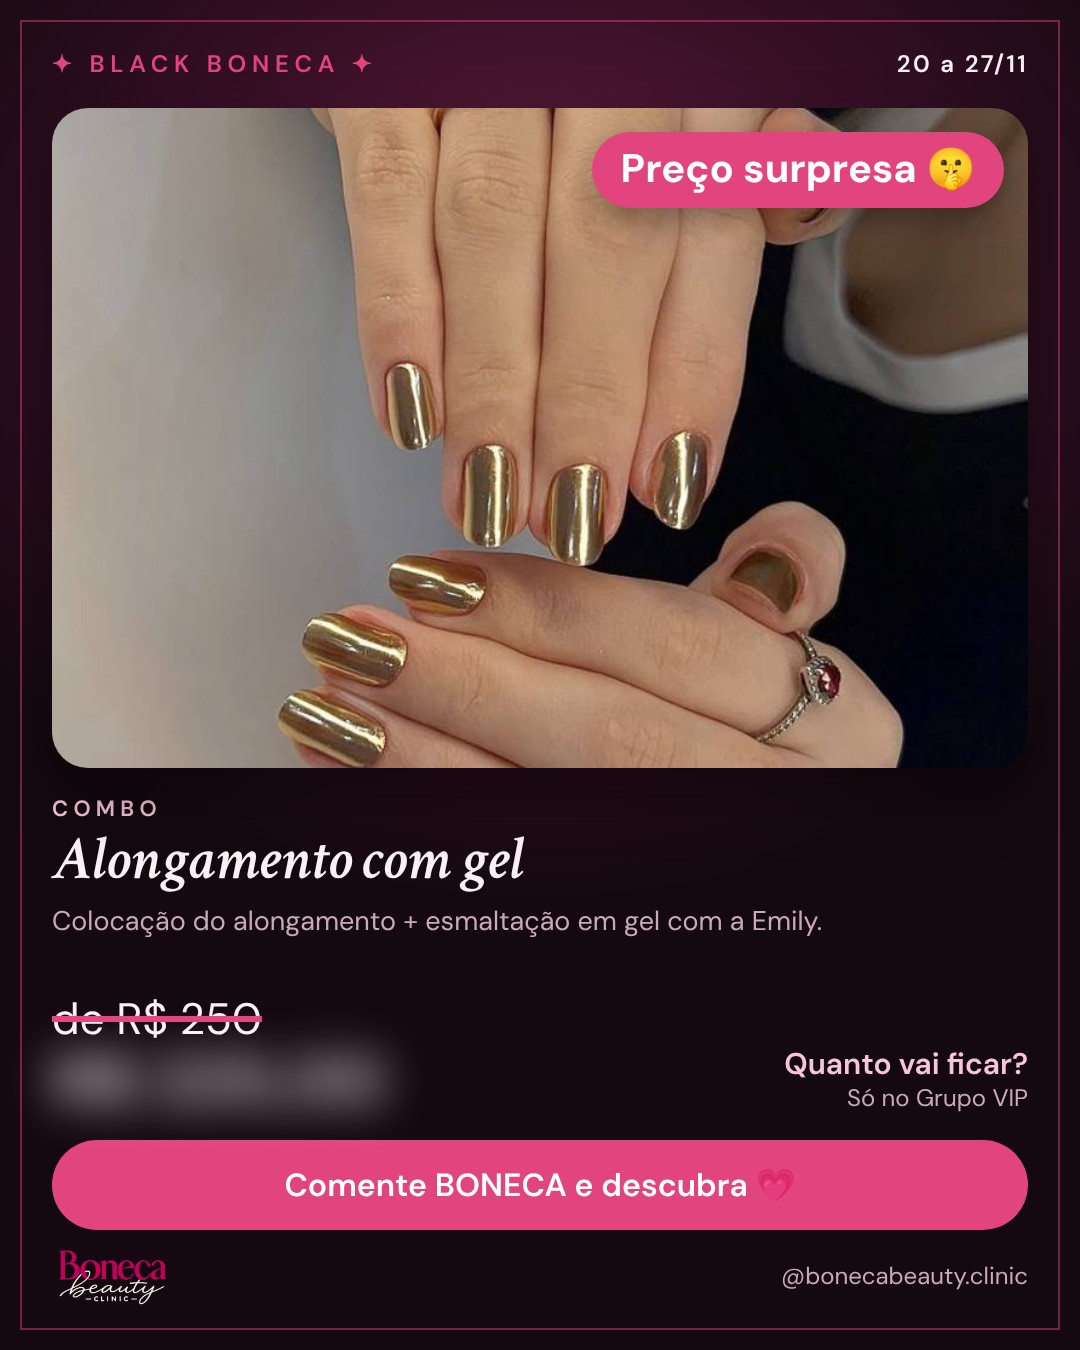 ✦ BLACK BONECA ✦
20 a 27/11
Preço surpresa 🤫
COMBO
Alongamento com gel
Colocação do alongamento + esmaltação em gel com a Emily.
de R$ 250
Quanto vai ficar?
Só no Grupo VIP
Comente BONECA e descubra 💗
Boneca
beauty
CLINIC
@bonecabeauty.clinic